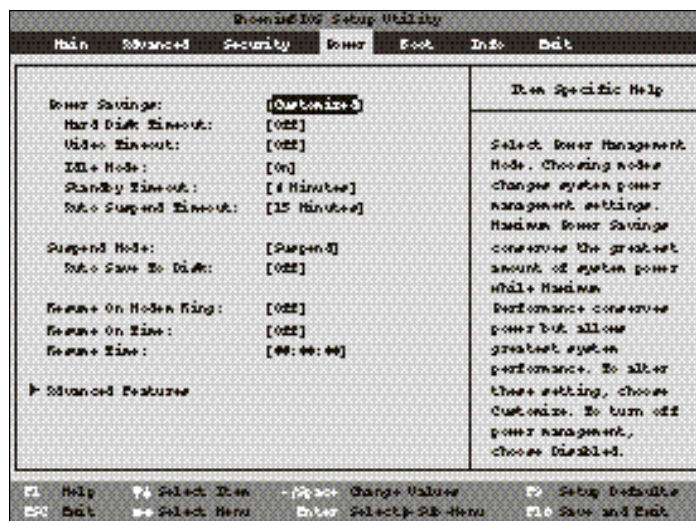 PhoenixBIOS Setup Utility
Main Advanced Security Power Boot Info Exit
Power Savings: [Customized]
Hard Disk Timeout: [Off]
Video Timeout: [Off]
Idle Mode: [On]
Standby Timeout: [Minutes]
Auto Suspend Timeout: [15 Minutes]
Suspend Mode: [Suspend]
Auto Save To Disk: [Off]
Resume On Modem Ring: [Off]
Resume On Time: [Off]
Resume Time: [00:00:00]
Advanced Features
Item Specific Help
Select Power Management
Mode. Choosing modes
changes system power
management settings.
Maximum Power Savings
conserves the greatest
amount of system power
while Maximum
Performance conserves
power but allows
greatest system
performance. To alter
these setting, choose
Customize. To turn off
power management,
choose Disabled.
F1 Help ↑↓ Select Item -/Space Change Values F9 Setup Defaults
ESC Exit ←→ Select Menu Enter Select ▶ Sub-Menu F10 Save and Exit